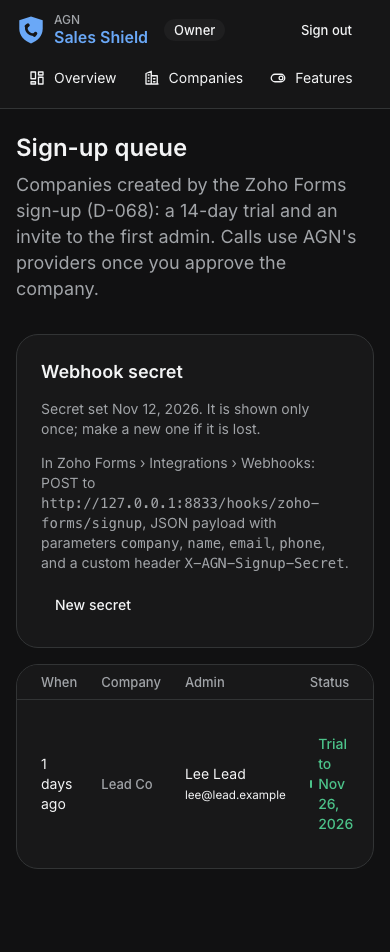 AGN
Sales Shield
Owner
Sign out
Overview
Companies
Features
Sign-up queue
Companies created by the Zoho Forms
sign-up (D-068): a 14-day trial and an
invite to the first admin. Calls use AGN's
providers once you approve the
company.
Webhook secret
Secret set Nov 12, 2026. It is shown only
once; make a new one if it is lost.
In Zoho Forms › Integrations › Webhooks:
POST to
http://127.0.0.1:8833/hooks/zoho-
forms/signup, JSON payload with
parameters company, name, email, phone,
and a custom header X-AGN-Signup-Secret.
New secret
When Company Admin Status
1
days
ago
Lead Co
Lee Lead
lee@lead.example
Trial
to
Nov
26,
2026